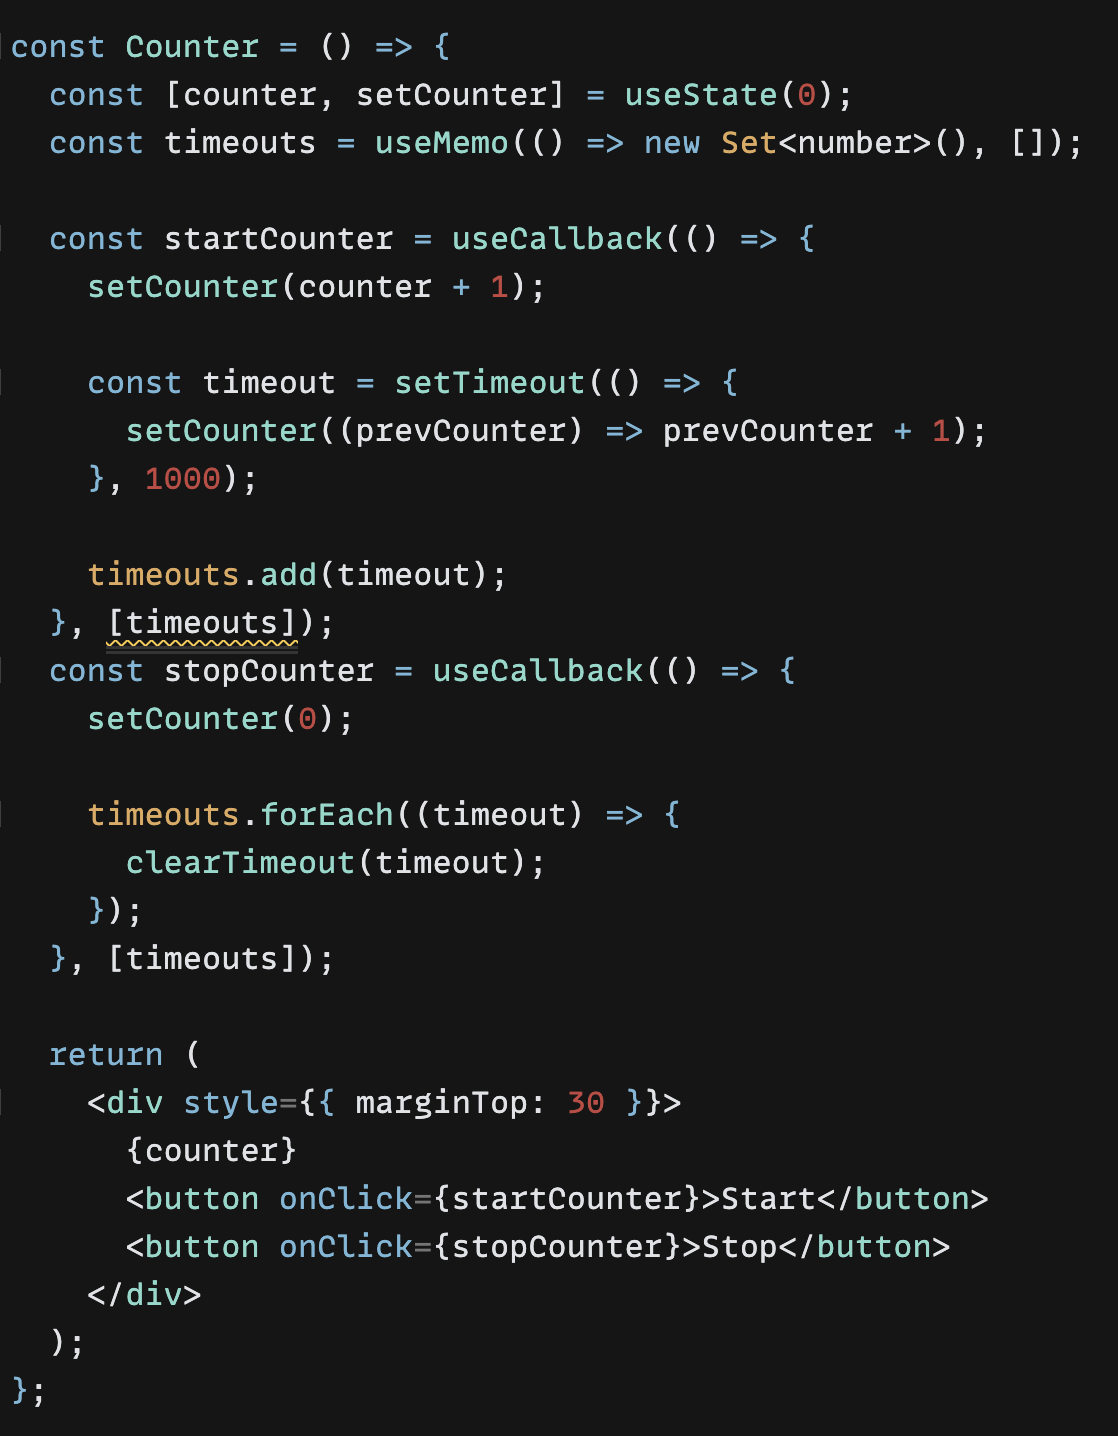 const Counter = () => {
  const [counter, setCounter] = useState(0);
  const timeouts = useMemo(() => new Set<number>(), []);

  const startCounter = useCallback(() => {
    setCounter(counter + 1);

    const timeout = setTimeout(() => {
      setCounter((prevCounter) => prevCounter + 1);
    }, 1000);

    timeouts.add(timeout);
  }, [timeouts]);
  const stopCounter = useCallback(() => {
    setCounter(0);

    timeouts.forEach((timeout) => {
      clearTimeout(timeout);
    });
  }, [timeouts]);

  return (
    <div style={{ marginTop: 30 }}>
      {counter}
      <button onClick={startCounter}>Start</button>
      <button onClick={stopCounter}>Stop</button>
    </div>
  );
};